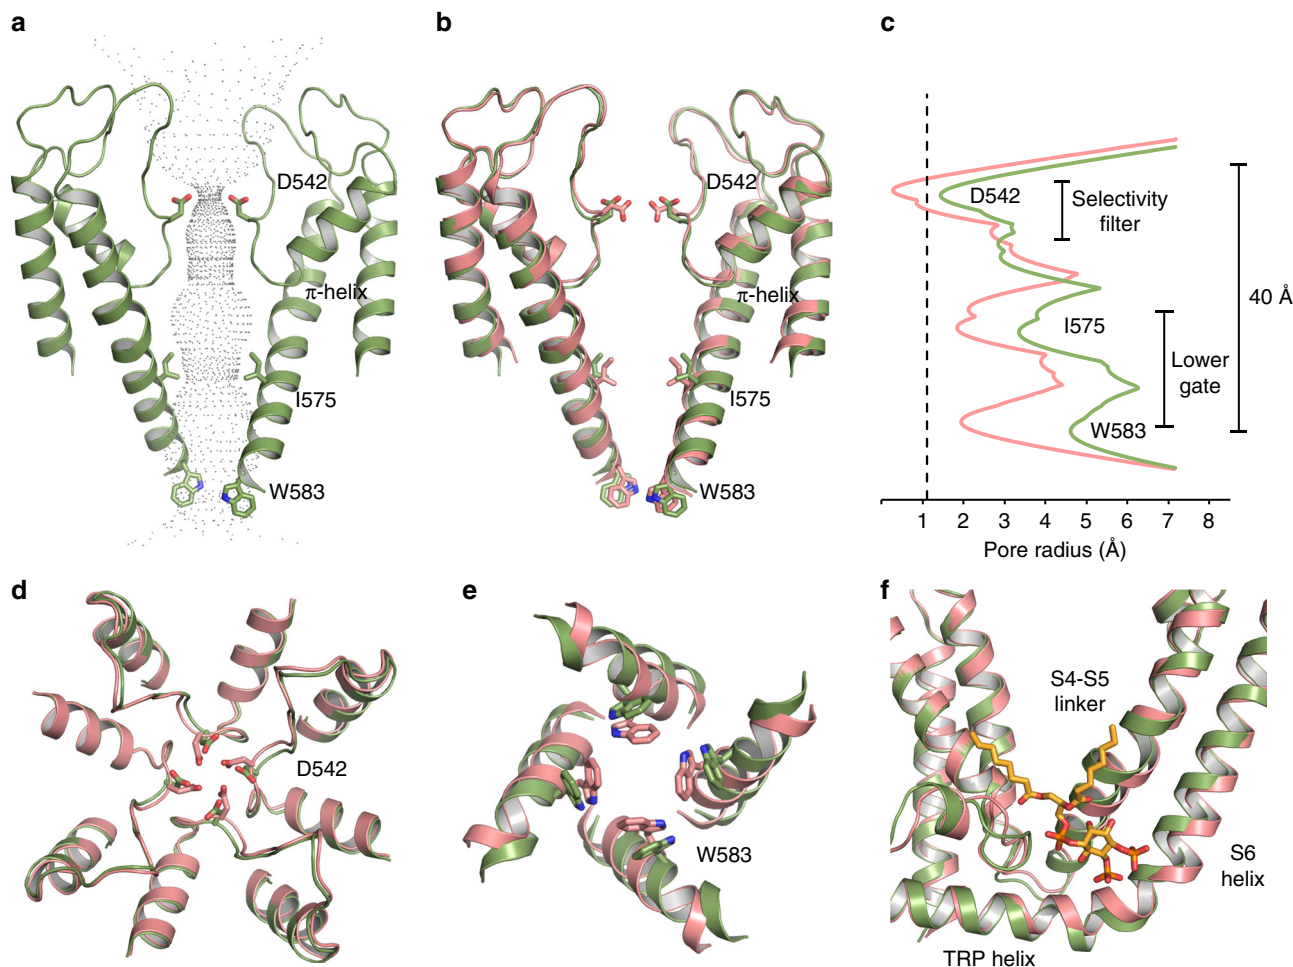 a
b
c
D542
π-helix
I575
W583
D542
π-helix
I575
W583
D542
Selectivity
filter
40 Å
I575
Lower
gate
W583
1 2 3 4 5 6 7 8
Pore radius (Å)
d
e
f
D542
W583
S4-S5
linker
S6
helix
TRP helix